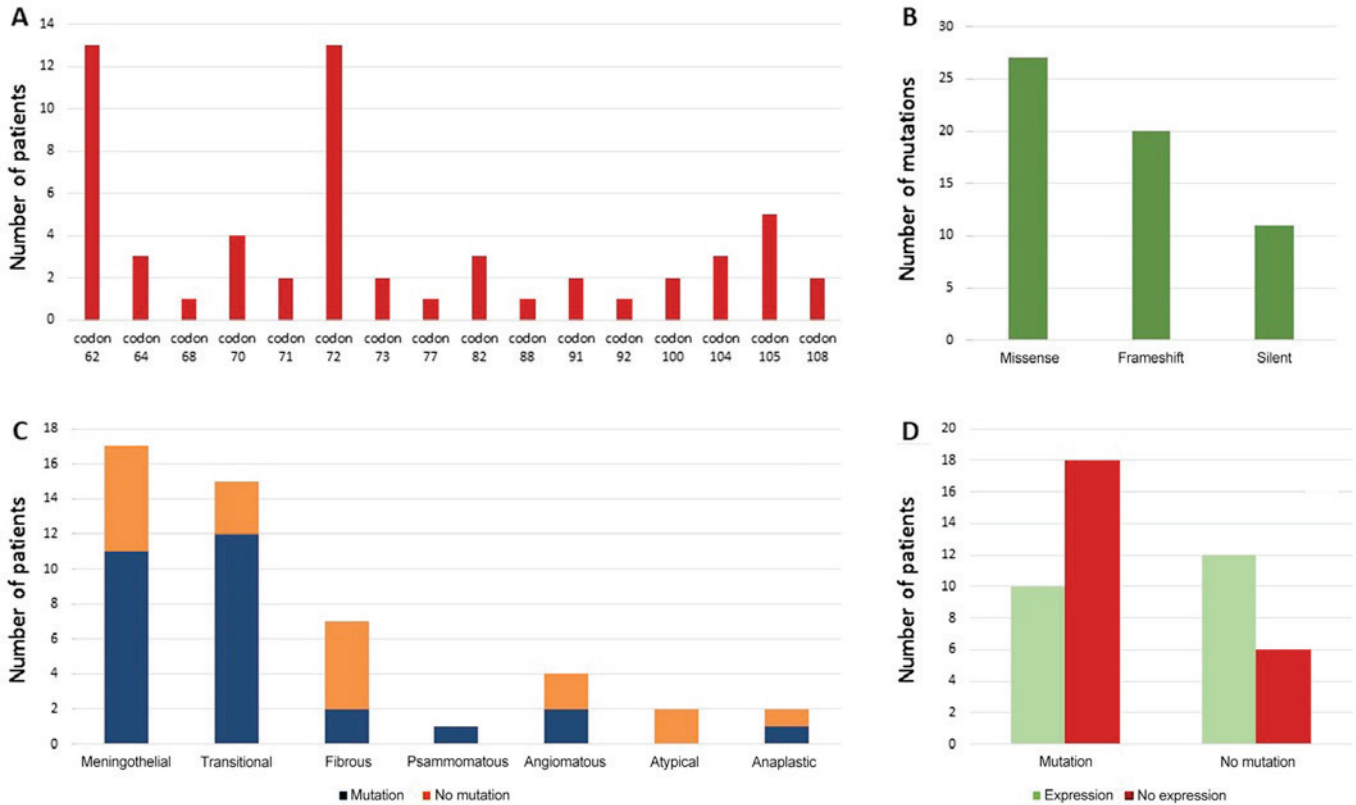 A
Number of patients
14
12
10
8
6
4
2
0
codon codon codon codon codon codon codon codon codon codon codon codon codon codon codon codon
62 64 68 70 71 72 73 77 82 88 91 92 100 104 105 108
B
Number of mutations
30
25
20
15
10
5
0
Missense Frameshift Silent
C
Number of patients
18
16
14
12
10
8
6
4
2
0
Meningothelial Transitional Fibrous Psammomatous Angiomatous Atypical Anaplastic
Mutation No mutation
D
Number of patients
20
18
16
14
12
10
8
6
4
2
0
Mutation No mutation
Expression No expression